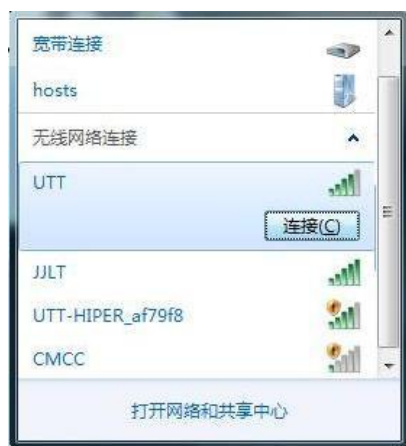 宽带连接
hosts
无线网络连接
UTT
连接(C)
JJLT
UTT-HIPER_af79f8
CMCC
打开网络和共享中心